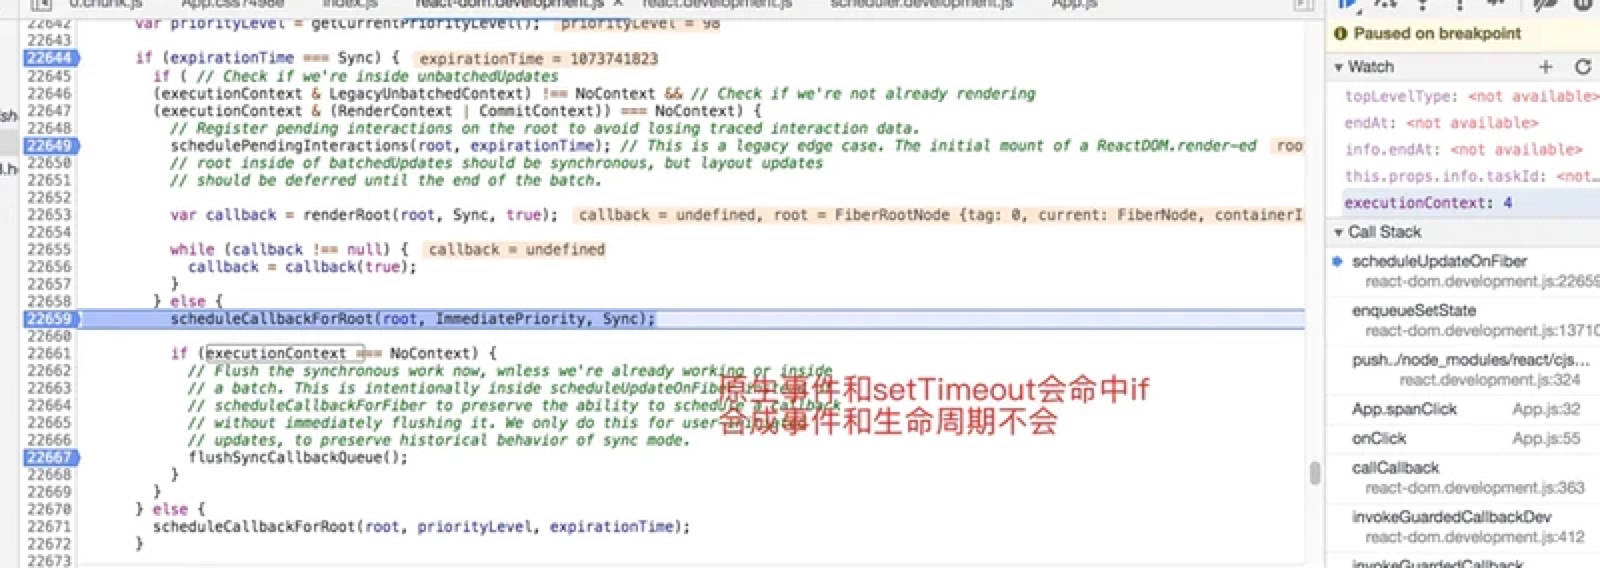 0.chunk.js App.css?498e index.js react-dom.development.js × react.development.js scheduler.development.js App.js
22642 var priorityLevel = getCurrentPriorityLevel(); priorityLevel = 98
22643
22644 if (expirationTime === Sync) { expirationTime = 1073741823
22645 if ( // Check if we're inside unbatchedUpdates
22646 (executionContext & LegacyUnbatchedContext) !== NoContext && // Check if we're not already rendering
22647 (executionContext & (RenderContext | CommitContext)) === NoContext) {
22648 // Register pending interactions on the root to avoid losing traced interaction data.
22649 schedulePendingInteractions(root, expirationTime); // This is a legacy edge case. The initial mount of a ReactDOM.render-ed roo
22650 // root inside of batchedUpdates should be synchronous, but layout updates
22651 // should be deferred until the end of the batch.
22652
22653 var callback = renderRoot(root, Sync, true); callback = undefined, root = FiberRootNode {tag: 0, current: FiberNode, containerI
22654
22655 while (callback !== null) { callback = undefined
22656 callback = callback(true);
22657 }
22658 } else {
22659 scheduleCallbackForRoot(root, ImmediatePriority, Sync);
22660
22661 if (executionContext === NoContext) {
22662 // Flush the synchronous work now, wnless we're already working or inside
22663 // a batch. This is intentionally inside scheduleUpdateOnFib
22664 // scheduleCallbackForFiber to preserve the ability to schedule a callback
22665 // without immediately flushing it. We only do this for user-
22666 // updates, to preserve historical behavior of sync mode.
22667 flushSyncCallbackQueue();
22668 }
22669 }
22670 } else {
22671 scheduleCallbackForRoot(root, priorityLevel, expirationTime);
22672 }
22673
原生事件和setTimeout会命中if
合成事件和生命周期不会
Paused on breakpoint
Watch
topLevelType: <not available>
endAt: <not available>
info.endAt: <not available>
this.props.info.taskId: <not…
executionContext: 4
Call Stack
scheduleUpdateOnFiber
react-dom.development.js:22659
enqueueSetState
react-dom.development.js:13710
push../node_modules/react/cjs...
react.development.js:324
App.spanClick App.js:32
onClick App.js:55
callCallback
react-dom.development.js:363
invokeGuardedCallbackDev
react-dom.development.js:412
invokeGuardedCallback